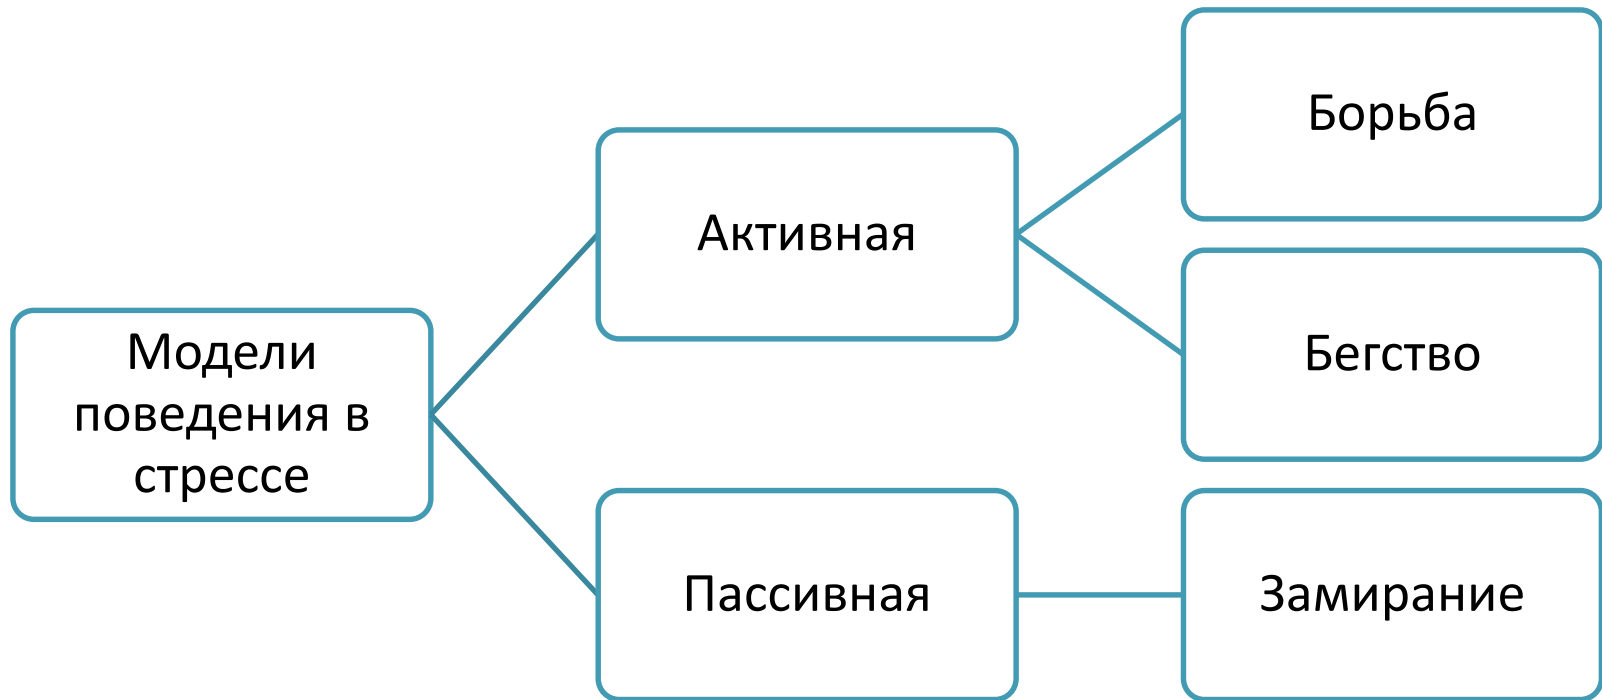 Модели
поведения в
стрессе
Активная
Борьба
Бегство
Пассивная
Замирание